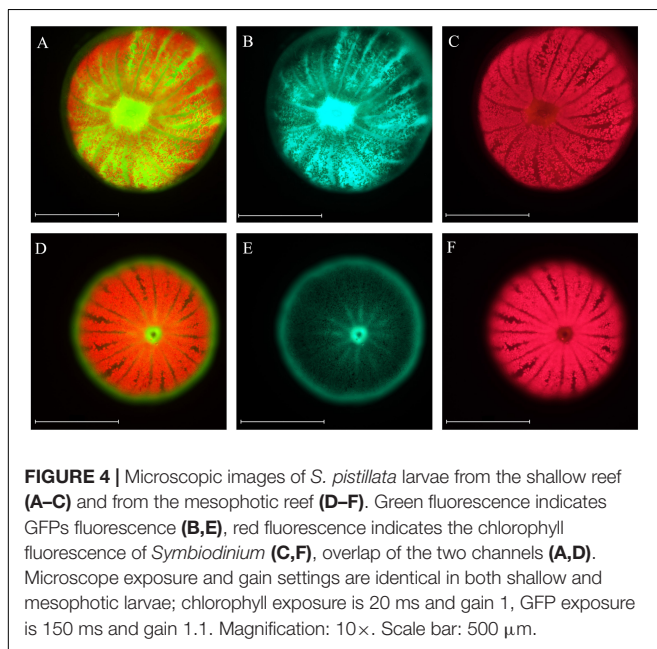 A
B
C
D
E
F
FIGURE 4 | Microscopic images of S. pistillata larvae from the shallow reef
(A–C) and from the mesophotic reef (D–F). Green fluorescence indicates
GFPs fluorescence (B,E), red fluorescence indicates the chlorophyll
fluorescence of Symbiodinium (C,F), overlap of the two channels (A,D).
Microscope exposure and gain settings are identical in both shallow and
mesophotic larvae; chlorophyll exposure is 20 ms and gain 1, GFP exposure
is 150 ms and gain 1.1. Magnification: 10×. Scale bar: 500 μm.